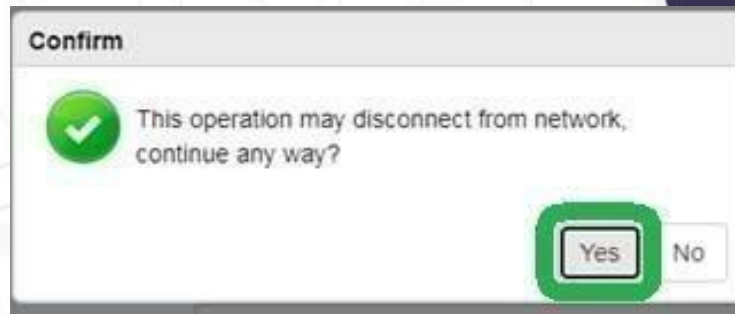 Confirm
This operation may disconnect from network,
continue any way?
Yes No